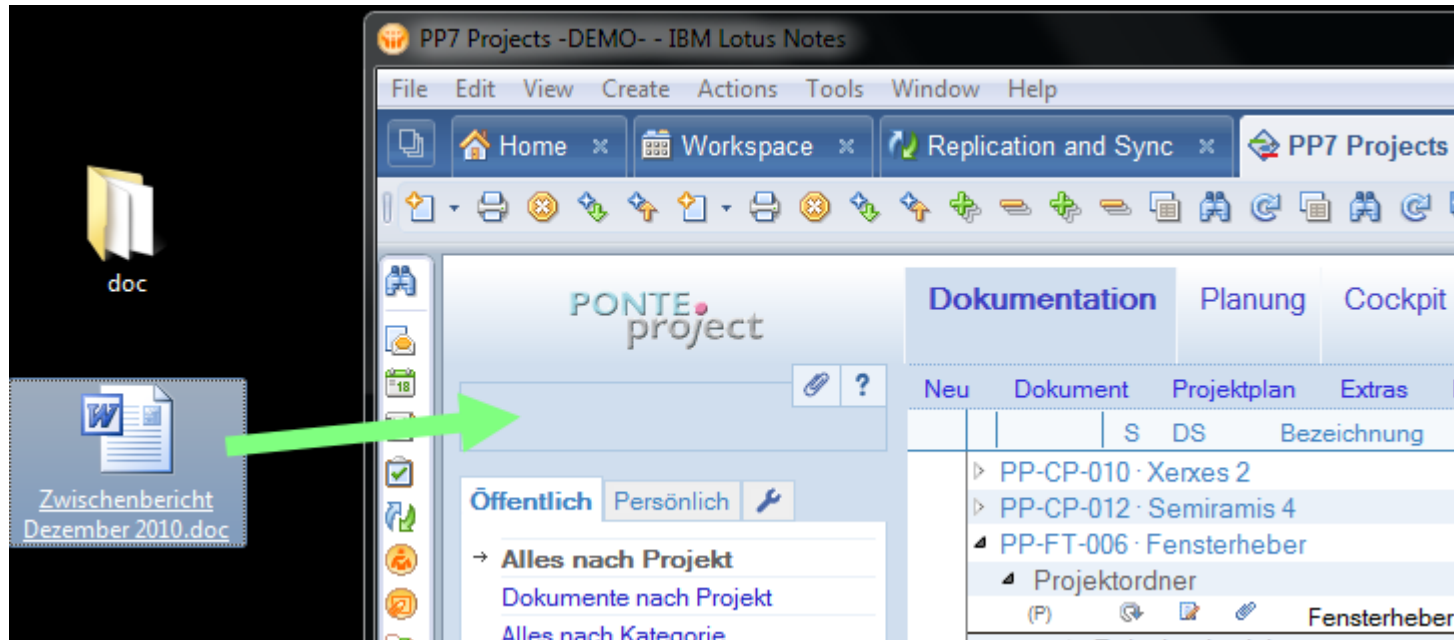 PP7 Projects -DEMO- - IBM Lotus Notes
File Edit View Create Actions Tools Window Help
Home Workspace Replication and Sync PP7 Projects
doc
PONTE
project
Dokumentation Planung Cockpit
18
?
Neu Dokument Projektplan Extras
S DS Bezeichnung
W
Zwischenbericht
Dezember 2010.doc
Öffentlich Persönlich
Alles nach Projekt
Dokumente nach Projekt
Alles nach Kategorie
PP-CP-010 · Xerxes 2
PP-CP-012 · Semiramis 4
PP-FT-006 · Fensterheber
Projektordner
(P) Fensterheber